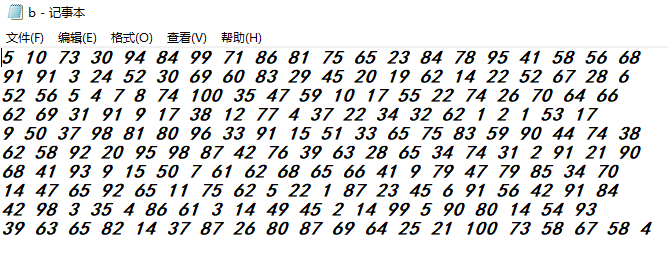 b - 记事本
文件(F) 编辑(E) 格式(O) 查看(V) 帮助(H)
5 10 73 30 94 84 99 71 86 81 75 65 23 84 78 95 41 58 56 68
91 91 3 24 52 30 69 60 83 29 45 20 19 62 14 22 52 67 28 6
52 56 5 4 7 8 74 100 35 47 59 10 17 55 22 74 26 70 64 66
62 69 31 91 9 17 38 12 77 4 37 22 34 32 62 1 2 1 53 17
9 50 37 98 81 80 96 33 91 15 51 33 65 75 83 59 90 44 74 38
62 58 92 20 95 98 87 42 76 39 63 28 65 34 74 31 2 91 21 90
68 41 93 9 15 50 7 61 62 68 65 66 41 9 79 47 79 85 34 70
14 47 65 92 65 11 75 62 5 22 1 87 23 45 6 91 56 42 91 84
42 98 3 35 4 86 61 3 14 49 45 2 14 99 5 90 80 14 54 93
39 63 65 82 14 37 87 26 80 87 69 64 25 21 100 73 58 67 58 4